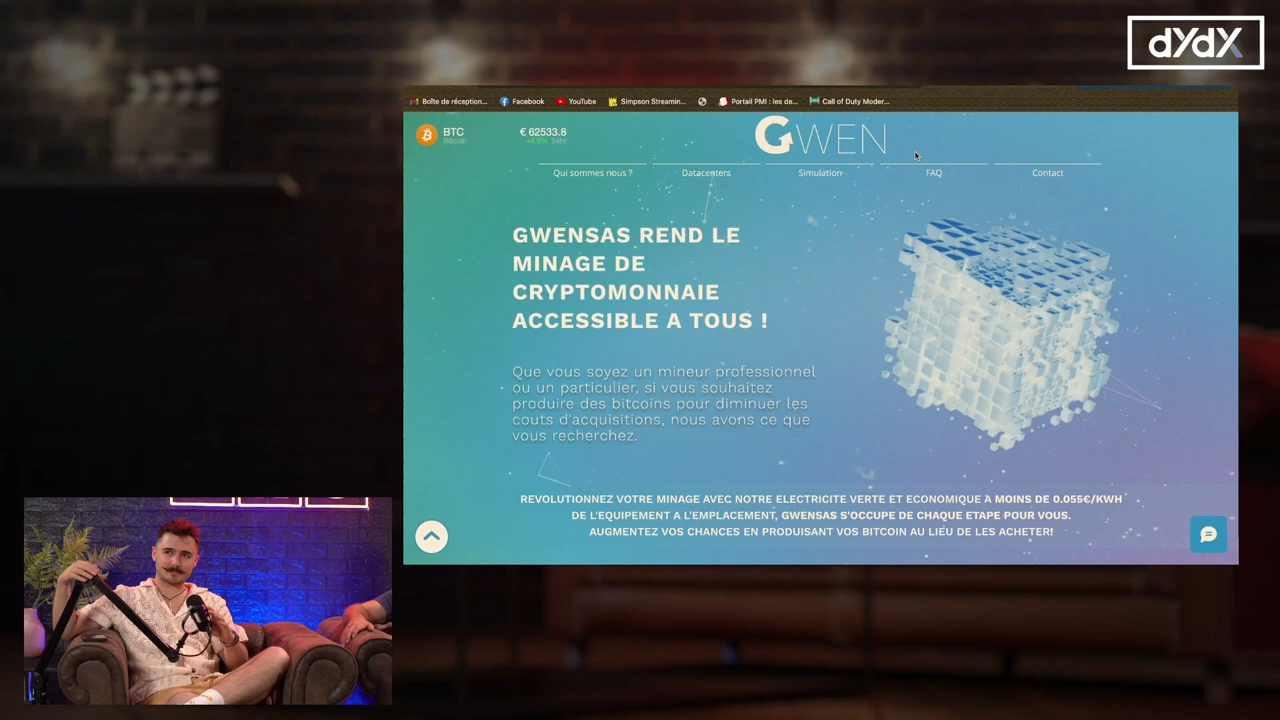 dYdX
Boîte de réception... Facebook YouTube Simpson Streamin... Portail PMI : les de... Call of Duty Moder...
BTC
Bitcoin
€ 62533.8
+4.9% 24hr
GWEN
Qui sommes nous ? Datacenters Simulation FAQ Contact
GWENSAS REND LE
MINAGE DE
CRYPTOMONNAIE
ACCESSIBLE A TOUS !
Que vous soyez un mineur professionnel
ou un particulier, si vous souhaitez
produire des bitcoins pour diminuer les
couts d'acquisitions, nous avons ce que
vous recherchez.
REVOLUTIONNEZ VOTRE MINAGE AVEC NOTRE ELECTRICITE VERTE ET ECONOMIQUE A MOINS DE 0.055€/KWH
DE L'EQUIPEMENT A L'EMPLACEMENT, GWENSAS S'OCCUPE DE CHAQUE ETAPE POUR VOUS.
AUGMENTEZ VOS CHANCES EN PRODUISANT VOS BITCOIN AU LIEU DE LES ACHETER!